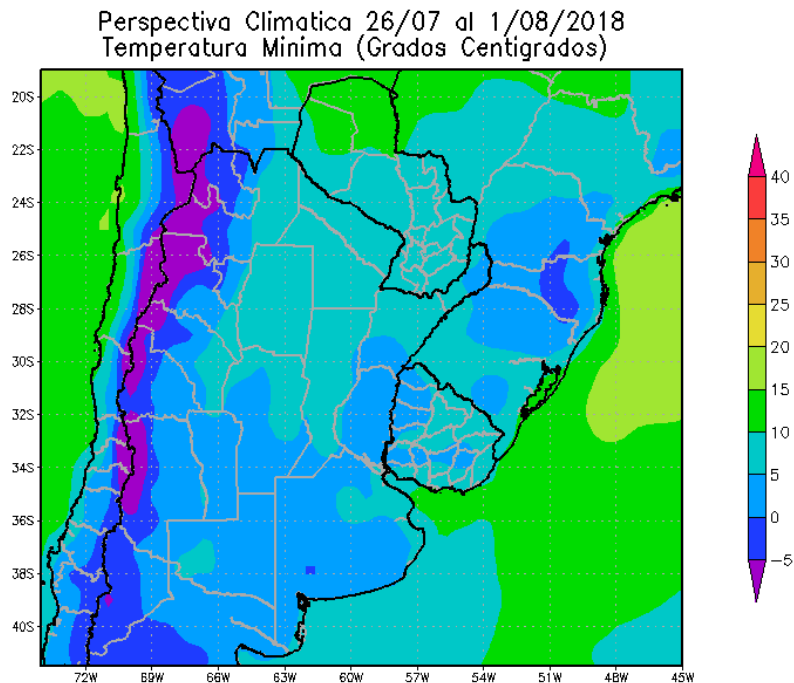 Perspectiva Climatica 26/07 al 1/08/2018
Temperatura Minima (Grados Centigrados)
20S
22S
24S
26S
28S
30S
32S
34S
36S
38S
40S
72W
69W
66W
63W
60W
57W
54W
51W
48W
45W
40
35
30
25
20
15
10
5
0
-5